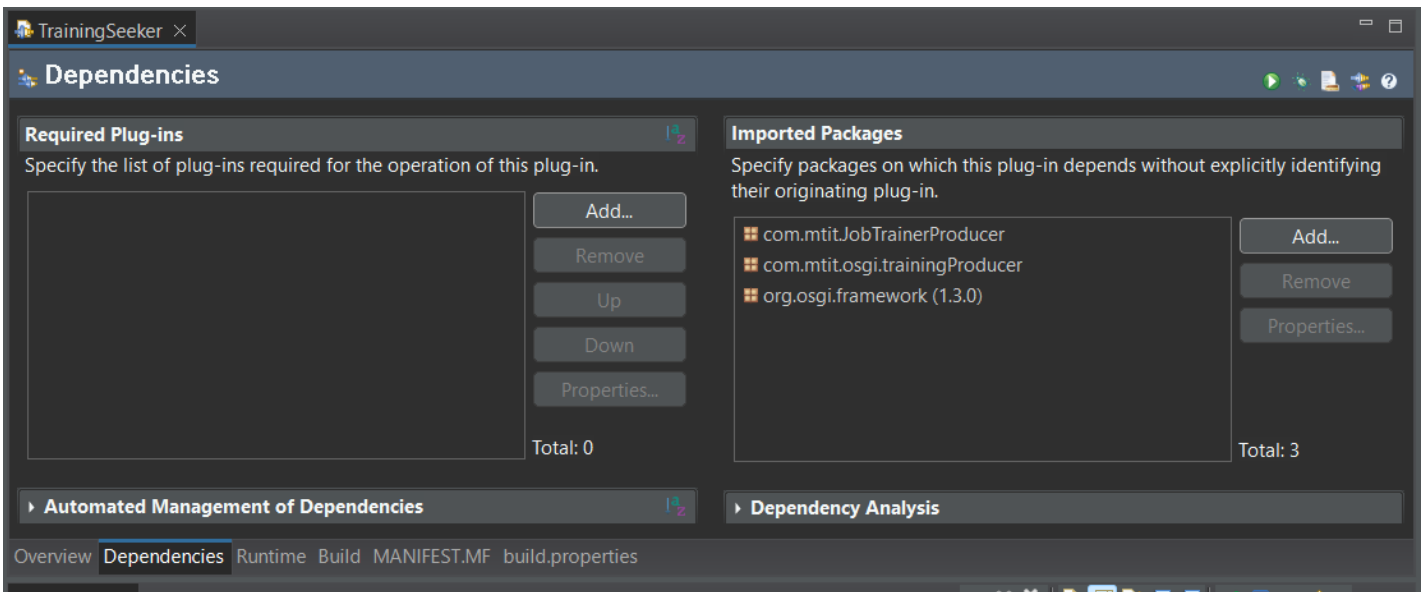 TrainingSeeker
Dependencies
Required Plug-ins
Specify the list of plug-ins required for the operation of this plug-in.
Add...
Remove
Up
Down
Properties...
Total: 0
Automated Management of Dependencies
Imported Packages
Specify packages on which this plug-in depends without explicitly identifying
their originating plug-in.
com.mtit.JobTrainerProducer
com.mtit.osgi.trainingProducer
org.osgi.framework (1.3.0)
Add...
Remove
Properties...
Total: 3
Dependency Analysis
Overview Dependencies Runtime Build MANIFEST.MF build.properties